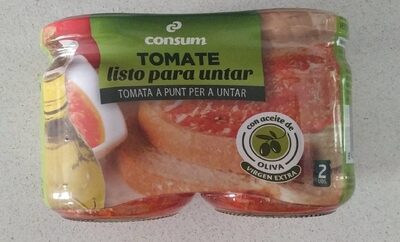 consum
TOMATE
listo para untar
TOMATA A PUNT PER A UNTAR
con aceite de
OLIVA
VIRGEN EXTRA
2